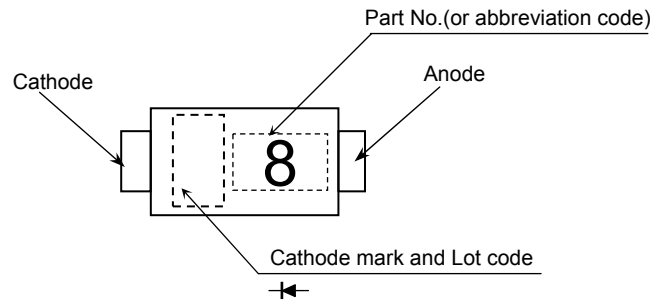 Part No.(or abbreviation code)
Cathode
Anode
8
Cathode mark and Lot code